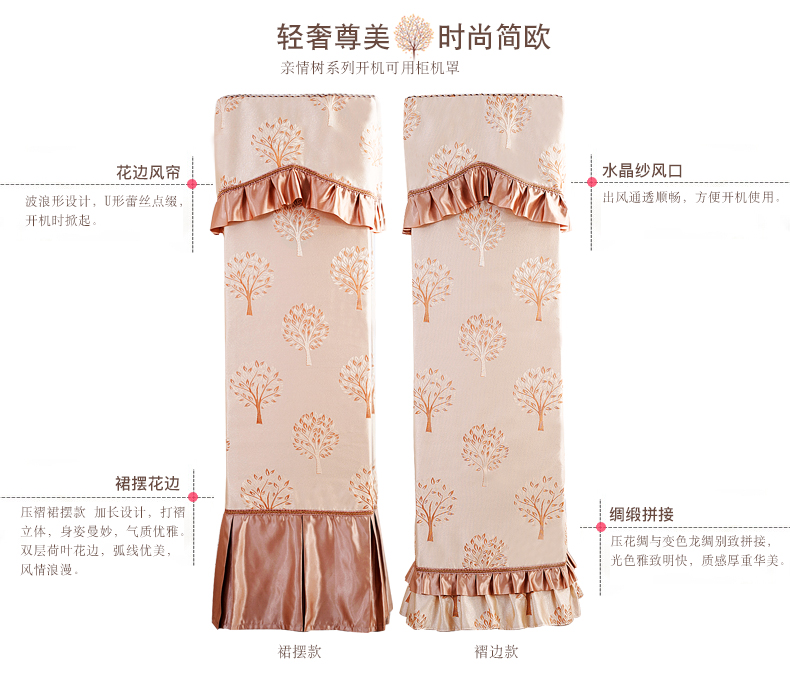 轻奢尊美 时尚简欧
亲情树系列开机可用柜机罩
花边风帘
波浪形设计，U形蕾丝点缀，
开机时掀起。
水晶纱风口
出风通透顺畅，方便开机使用。
裙摆花边
压褶裙摆款 加长设计，打褶
立体，身姿曼妙，气质优雅。
双层荷叶花边，弧线优美，
风情浪漫。
绸缎拼接
压花绸与变色龙绸别致拼接，
光色雅致明快，质感厚重华美。
裙摆款
褶边款